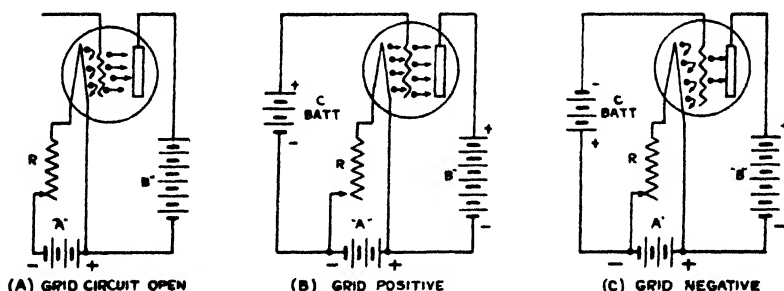 R
B"
"A"
- +
(A) GRID CIRCUIT OPEN
+
C
BATT
-
R
+
B"
-
"A"
- +
(B) GRID POSITIVE
-
C
BATT
+
R
+
"B"
-
A'
- +
(C) GRID NEGATIVE